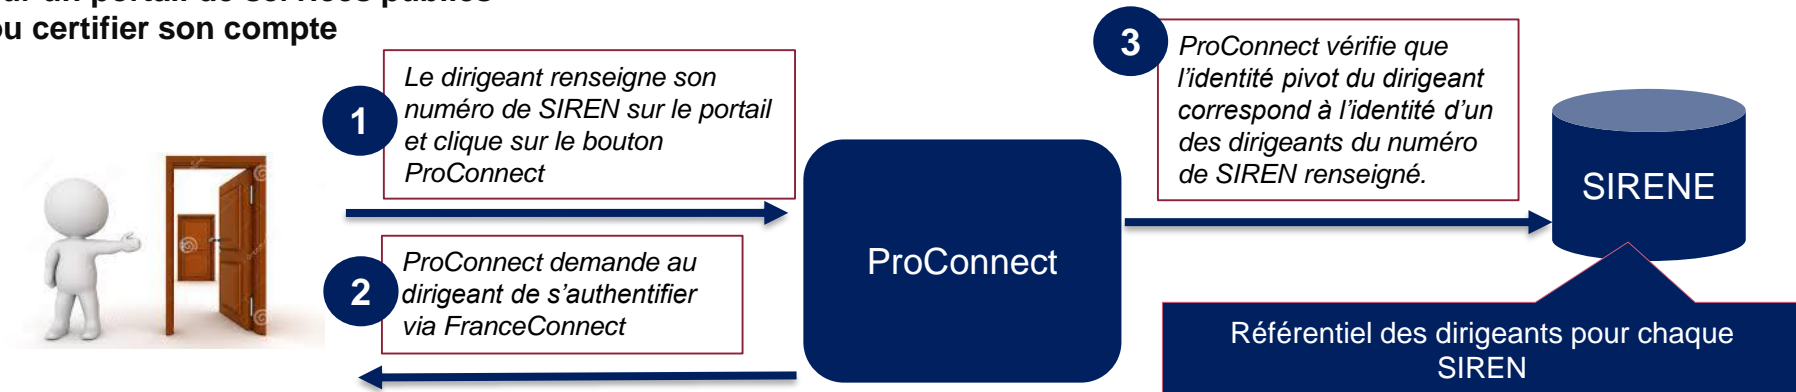 ou certifier son compte
1
Le dirigeant renseigne son
numéro de SIREN sur le portail
et clique sur le bouton
ProConnect
2
ProConnect demande au
dirigeant de s’authentifier
via FranceConnect
ProConnect
3
ProConnect vérifie que
l’identité pivot du dirigeant
correspond à l’identité d’un
des dirigeants du numéro
de SIREN renseigné.
SIRENE
Référentiel des dirigeants pour chaque
SIREN